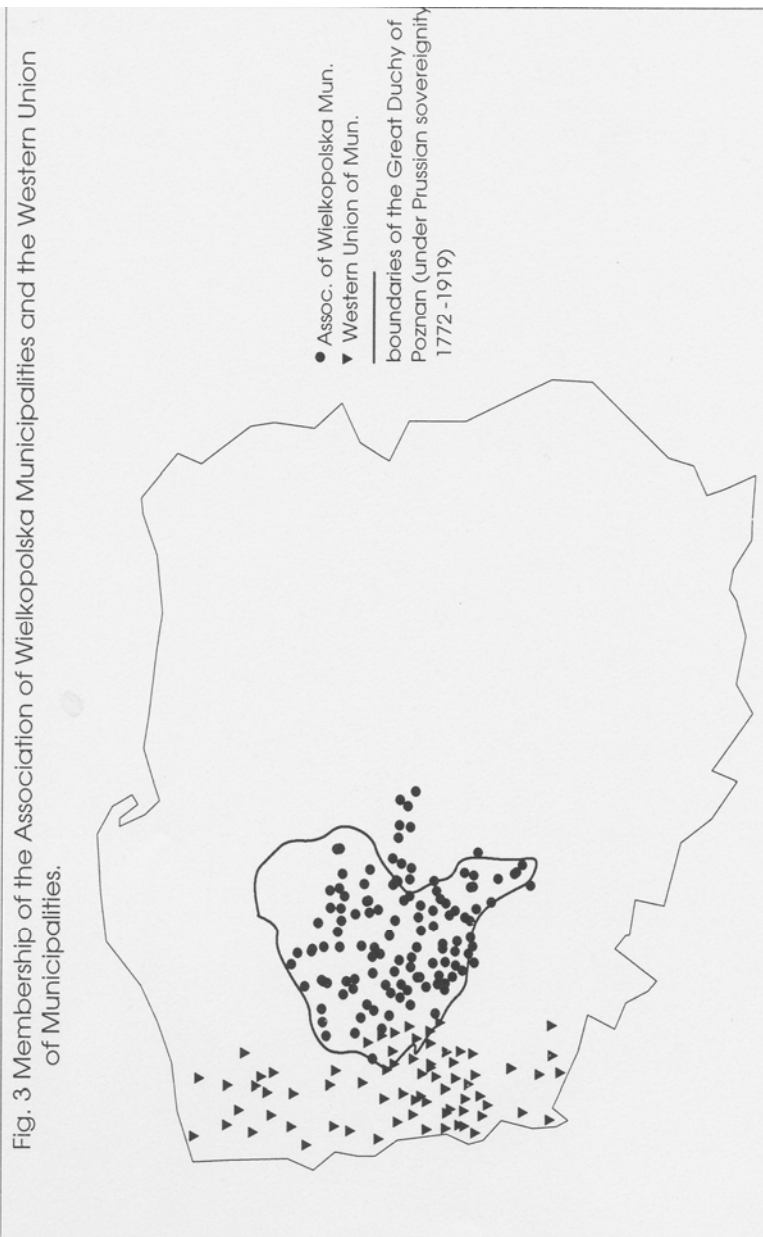 Fig. 3 Membership of the Association of Wielkopolska Municipalities and the Western Union
of Municipalities.
Assoc. of Wielkopolska Mun.
Western Union of Mun.
boundaries of the Great Duchy of
Poznan (under Prussian sovereignity
1772-1919)